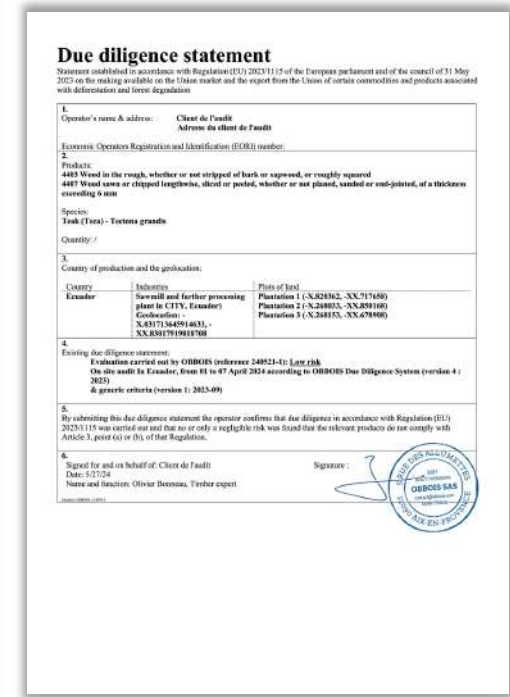 Due diligence statement
Statement established in accordance with Regulation (EU) 2023/1115 of the European parliament and of the council of 31 May
2023 on the making available on the Union market and the export from the Union of certain commodities and products associated
with deforestation and forest degradation
1.
Operator's name & address: Client de l'audit
Adresse du client de l'audit
Economic Operators Registration and Identification (EORI) number:
2.
Products:
4403 Wood in the rough, whether or not stripped of bark or sapwood, or roughly squared
4407 Wood sawn or chipped lengthwise, sliced or peeled, whether or not planed, sanded or end-jointed, of a thickness
exceeding 6 mm
Species:
Teak (Teca) - Tectona grandis
Quantity: /
3.
Country of production and the geolocation:
Country Industries Plots of land
Ecuador Sawmill and further processing Plantation 1 (-X.820362, -XX.717658)
plant in CITY, Ecuador) Plantation 2 (-X.268033, -XX.850168)
Geolocation: - Plantation 3 (-X.268153, -XX.678908)
X.031713645914633, -
XX.83017919818708
4.
Existing due diligence statement:
Evaluation carried out by OBBOIS (reference 240521-1): Law risk
On site audit In Ecuador, from 01 to 07 April 2024 according to OBBOIS Due Diligence System (version 4 :
2023)
& generic criteria (version 1: 2023-09)
5.
By submitting this due diligence statement the operator confirms that due diligence in accordance with Regulation (EU)
2023/1115 was carried out and that no or only a negligible risk was found that the relevant products do not comply with
Article 3, point (a) or (b), of that Regulation.
6.
Signed for and on behalf of: Client de l'audit Signature :
Date: 5/27/24
Name and function: Olivier Bonneau, Timber expert
RUE DES ALLUMETTES
OBBOIS SAS
13090 AIX-EN-PROVENCE